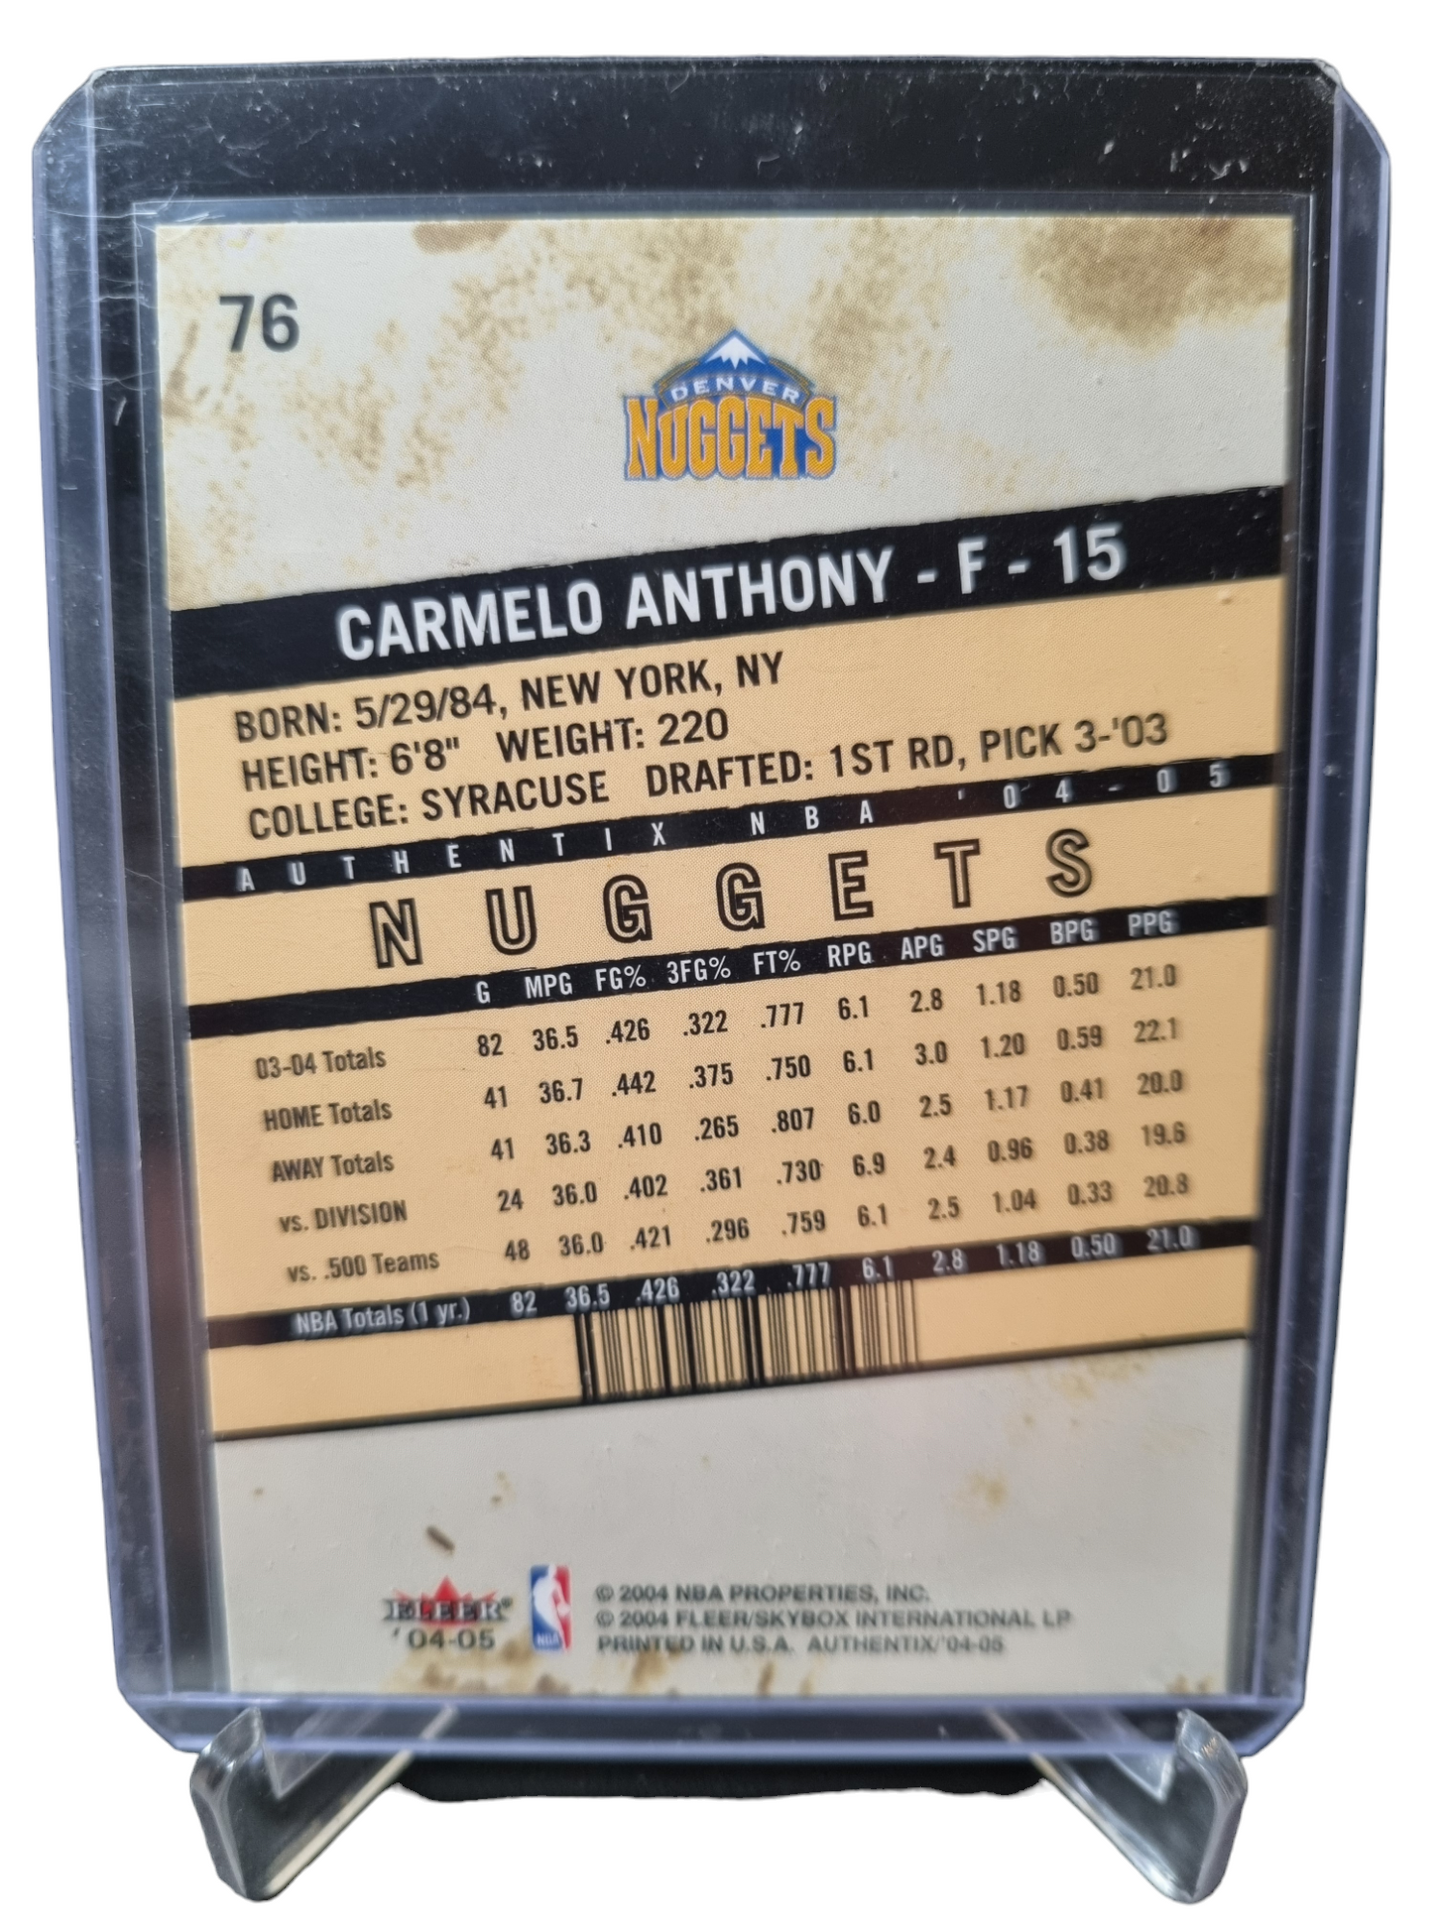 76
DENVER
NUGGETS
CARMELO ANTHONY - F - 15
BORN: 5/29/84, NEW YORK, NY
HEIGHT: 6'8" WEIGHT: 220
COLLEGE: SYRACUSE DRAFTED: 1ST RD, PICK 3-'03
AUTHENTIX NBA '04-05
NUGGETS
G MPG FG% 3FG% FT% RPG APG SPG BPG PPG
03-04 Totals 82 36.5 .426 .322 .777 6.1 2.8 1.18 0.50 21.0
HOME Totals 41 36.7 .442 .375 .750 6.1 3.0 1.20 0.59 22.1
AWAY Totals 41 36.3 .410 .265 .807 6.0 2.5 1.17 0.41 20.0
vs. DIVISION 24 36.0 .402 .361 .730 6.9 2.4 0.96 0.38 19.6
vs. .500 Teams 48 36.0 .421 .296 .759 6.1 2.5 1.04 0.33 20.8
NBA Totals (1 yr.) 82 36.5 .426 .322 .777 6.1 2.8 1.18 0.50 21.0
FLEER®
'04-05
NBA
© 2004 NBA PROPERTIES, INC.
© 2004 FLEER/SKYBOX INTERNATIONAL LP
PRINTED IN U.S.A. AUTHENTIX/'04-05